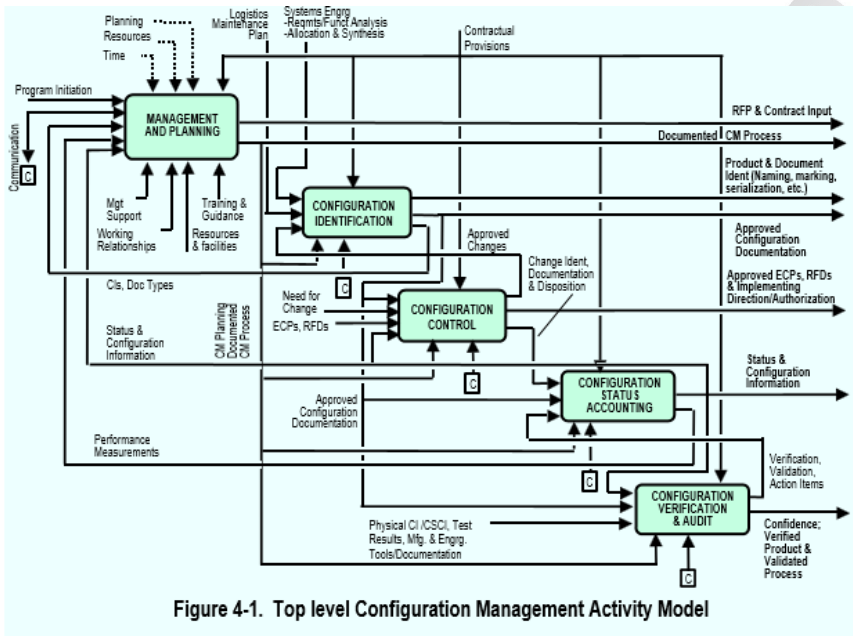 Planning
Resources
Time
Logistics
Maintenance
Plan
Systems Engrg
-Reqmts/Funct Analysis
-Allocation & Synthesis
Contractual
Provisions
Program Initiation
MANAGEMENT
AND PLANNING
RFP & Contract Input
Documented CM Process
Communication
C
Product & Document
Ident (Naming, marking,
serialization, etc.)
Mgt
Support
Training &
Guidance
Working
Relationships
Resources
& facilities
CONFIGURATION
IDENTIFICATION
Approved
Configuration
Documentation
Approved
Changes
C
Change Ident,
Documentation
& Disposition
CIs, Doc Types
Need for
Change
ECPs, RFDs
CONFIGURATION
CONTROL
Approved ECPs, RFDs
& Implementing
Direction/Authorization
Status &
Configuration
Information
CM Planning
Documented
CM Process
C
CONFIGURATION
STATUS
ACCOUNTING
Status &
Configuration
Information
Approved
Configuration
Documentation
Performance
Measurements
C
Verification,
Validation,
Action Items
CONFIGURATION
VERIFICATION
& AUDIT
Physical CI /CSCI, Test
Results, Mfg. & Engrg.
Tools/Documentation
Confidence;
Verified
Product &
Validated
Process
C
Figure 4-1. Top level Configuration Management Activity Model